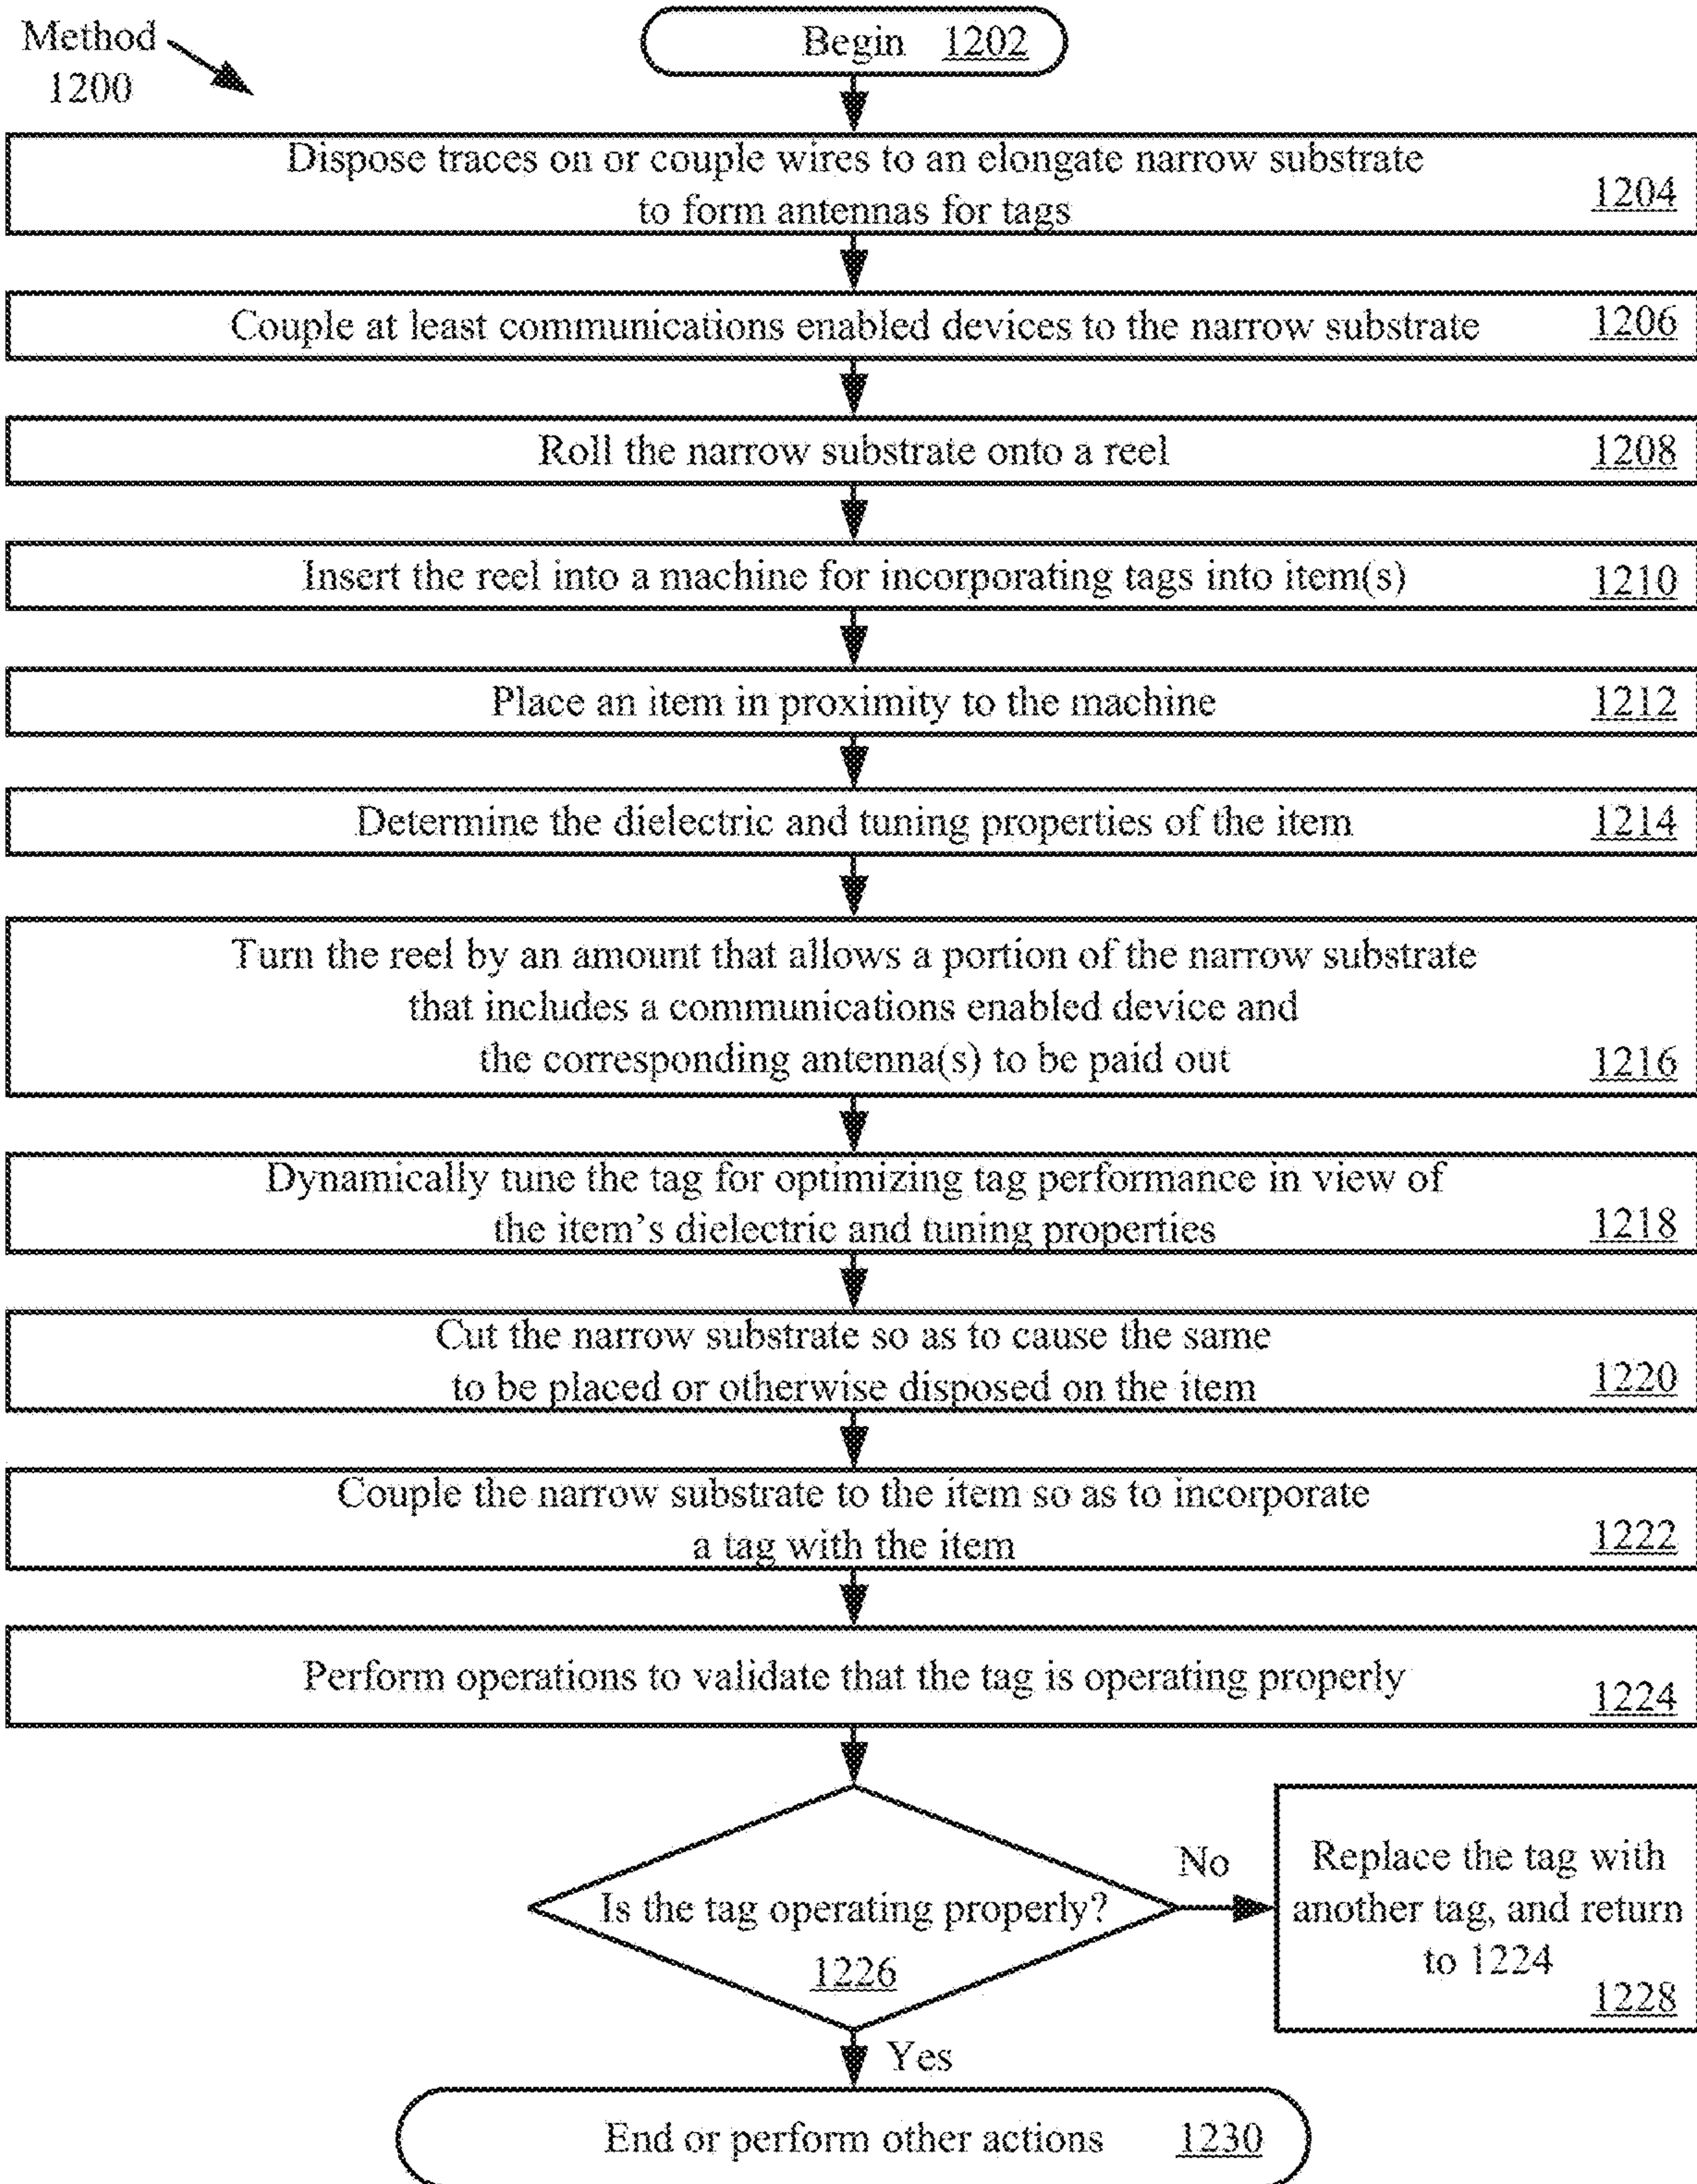 Method
1200
Begin 1202
Dispose traces on or couple wires to an elongate narrow substrate
to form antennas for tags
1204
Couple at least communications enabled devices to the narrow substrate 1206
Roll the narrow substrate onto a reel 1208
Insert the reel into a machine for incorporating tags into item(s) 1210
Place an item in proximity to the machine 1212
Determine the dielectric and tuning properties of the item 1214
Turn the reel by an amount that allows a portion of the narrow substrate
that includes a communications enabled device and
the corresponding antenna(s) to be paid out 1216
Dynamically tune the tag for optimizing tag performance in view of
the item's dielectric and tuning properties 1218
Cut the narrow substrate so as to cause the same
to be placed or otherwise disposed on the item 1220
Couple the narrow substrate to the item so as to incorporate
a tag with the item 1222
Perform operations to validate that the tag is operating properly 1224
Is the tag operating properly?
1226
No
Replace the tag with
another tag, and return
to 1224
1228
Yes
End or perform other actions 1230